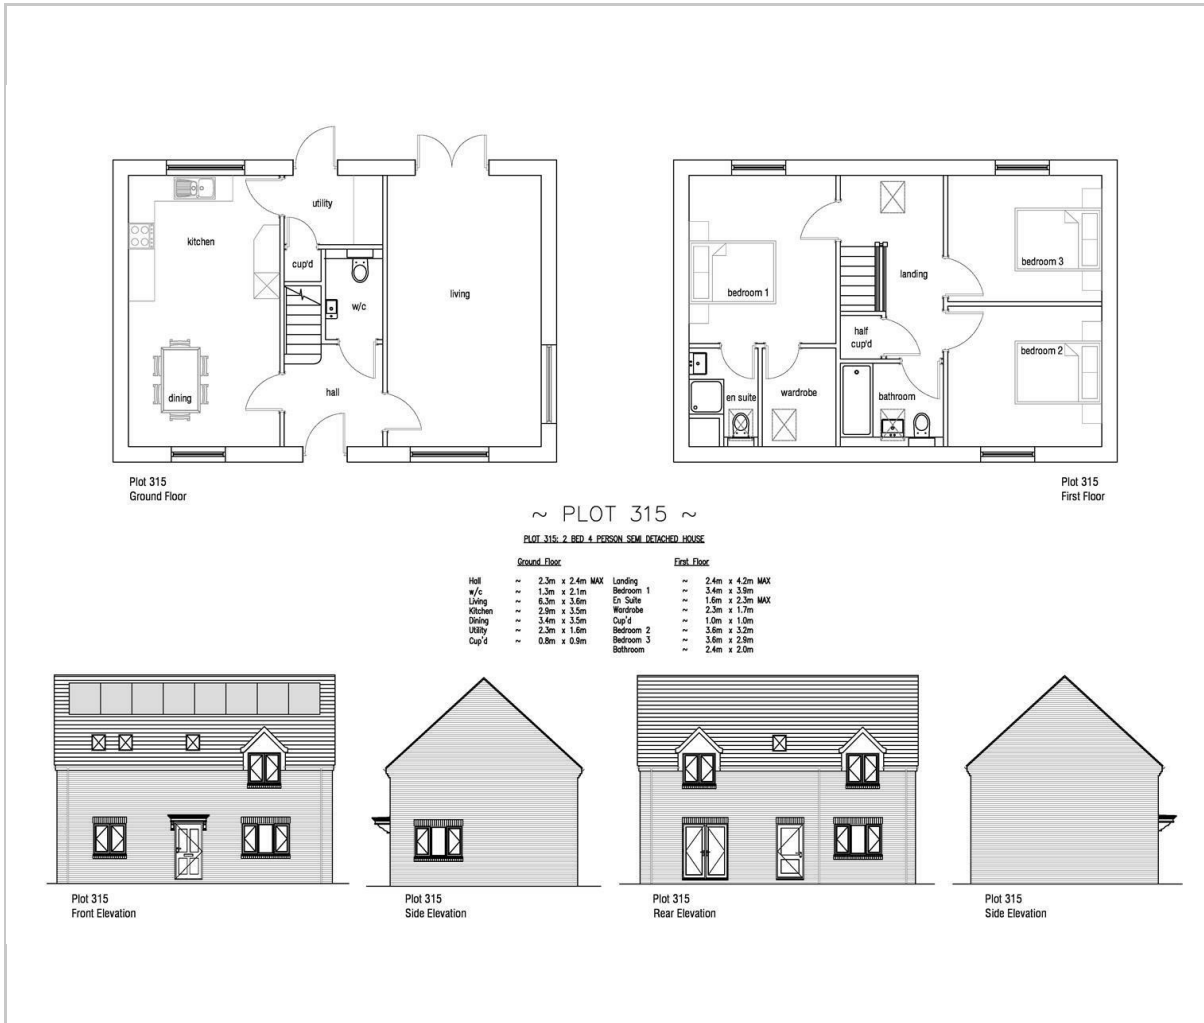 utility
kitchen
cup'd
w/c
living
dining
hall
bedroom 1
landing
bedroom 3
half
cup'd
bedroom 2
en suite
wardrobe
bathroom
Plot 315
Ground Floor
Plot 315
First Floor
~ PLOT 315 ~
PLOT 315: 2 BED 4 PERSON SEMI DETACHED HOUSE
Ground Floor
Hall ~ 2.3m x 2.4m MAX
w/c ~ 1.3m x 2.1m
Living ~ 6.3m x 3.6m
Kitchen ~ 2.9m x 3.5m
Dining ~ 3.4m x 3.5m
Utility ~ 2.3m x 1.6m
Cup'd ~ 0.8m x 0.9m
First Floor
Landing ~ 2.4m x 4.2m MAX
Bedroom 1 ~ 3.4m x 3.9m
En Suite ~ 1.6m x 2.3m MAX
Wardrobe ~ 2.3m x 1.7m
Cup'd ~ 1.0m x 1.0m
Bedroom 2 ~ 3.6m x 3.2m
Bedroom 3 ~ 3.6m x 2.9m
Bathroom ~ 2.4m x 2.0m
Plot 315
Front Elevation
Plot 315
Side Elevation
Plot 315
Rear Elevation
Plot 315
Side Elevation